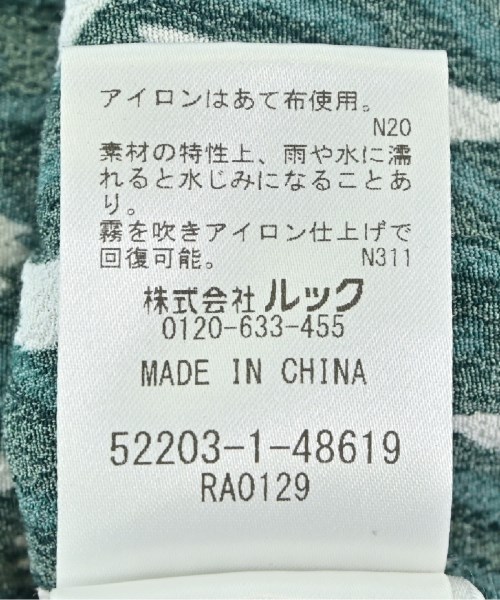 アイロンはあて布使用。
N20
素材の特性上、雨や水に濡
れると水じみになることあ
り。
霧を吹きアイロン仕上げで
回復可能。 N311
株式会社 ルック
0120-633-455
MADE IN CHINA
52203-1-48619
RA0129